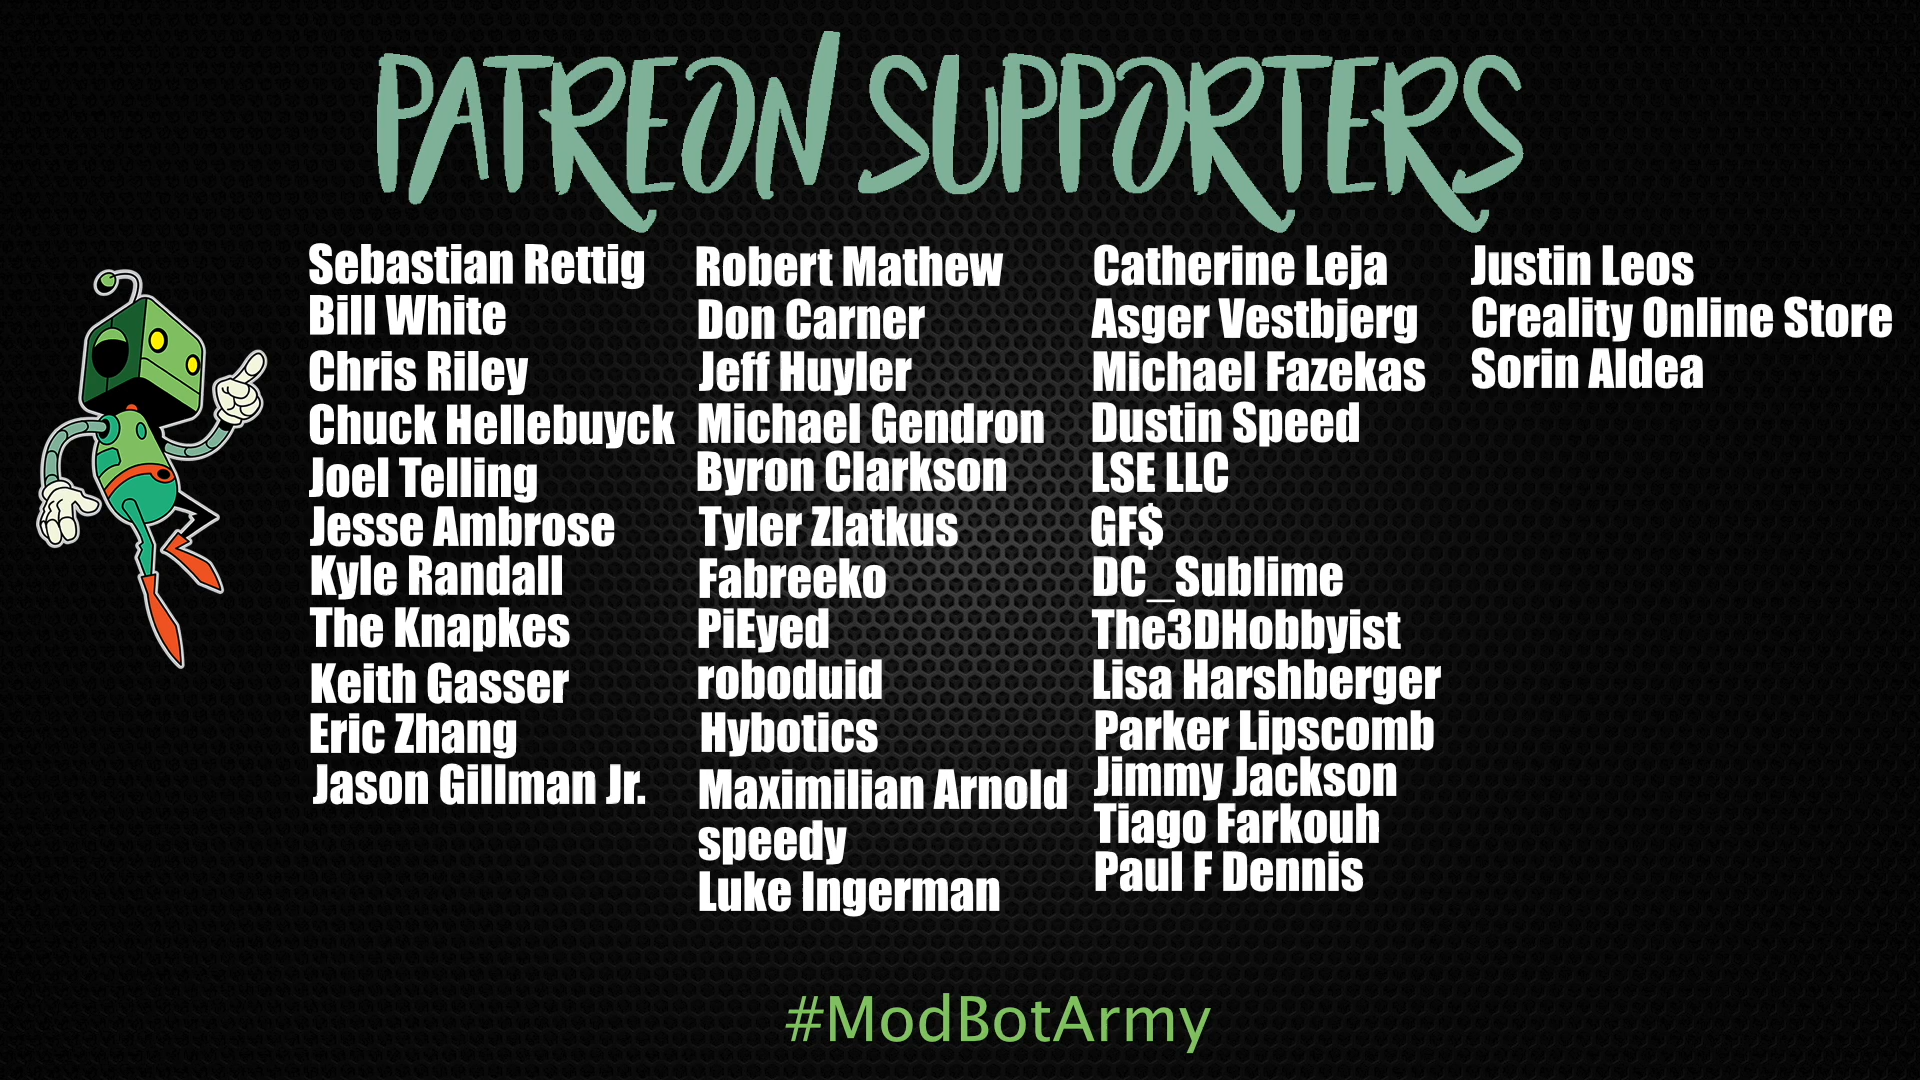 PATREON SUPPORTERS
Sebastian Rettig
Bill White
Chris Riley
Chuck Hellebuyck
Joel Telling
Jesse Ambrose
Kyle Randall
The Knapkes
Keith Gasser
Eric Zhang
Jason Gillman Jr.
Robert Mathew
Don Carner
Jeff Huyler
Michael Gendron
Byron Clarkson
Tyler Zlatkus
Fabreeko
PiEyed
roboduid
Hybotics
Maximilian Arnold
speedy
Luke Ingerman
Catherine Leja
Asger Vestbjerg
Michael Fazekas
Dustin Speed
LSE LLC
GF$
DC_Sublime
The3DHobbyist
Lisa Harshberger
Parker Lipscomb
Jimmy Jackson
Tiago Farkouh
Paul F Dennis
Justin Leos
Creality Online Store
Sorin Aldea
#ModBotArmy